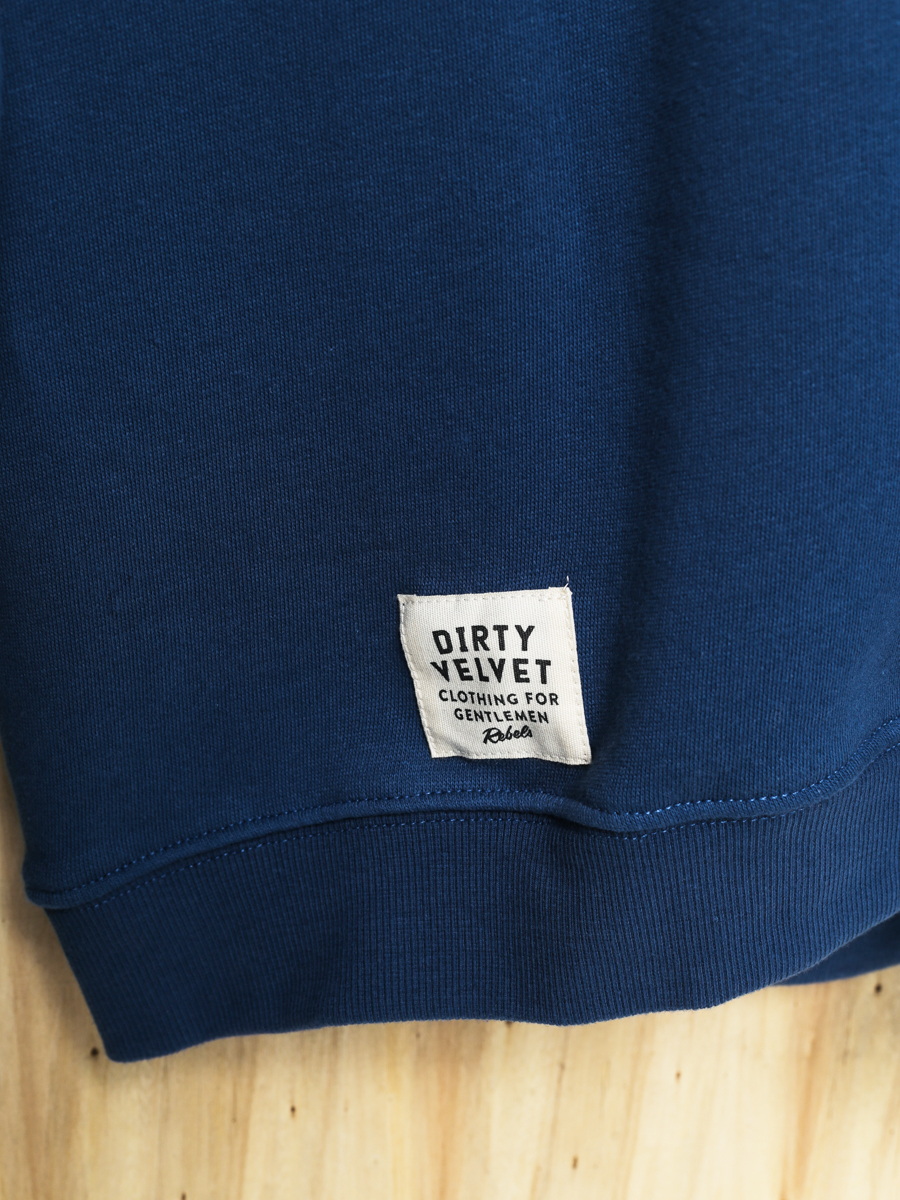 DIRTY
VELVET
CLOTHING FOR
GENTLEMEN
Rebels